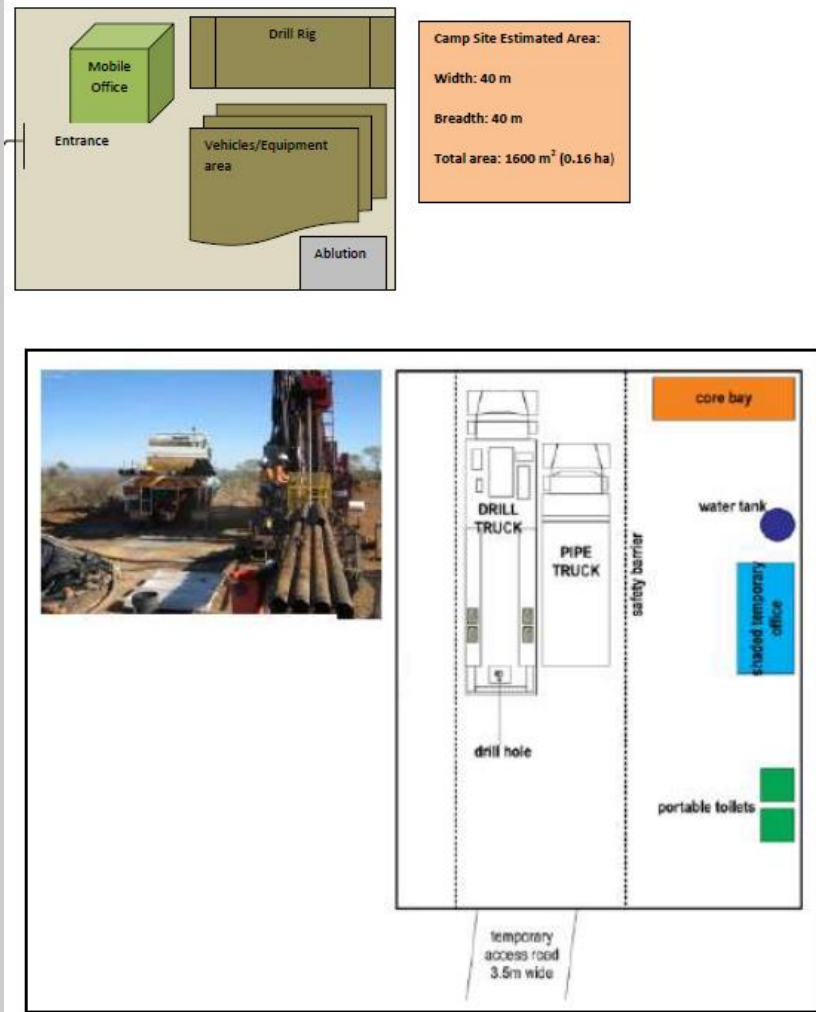 Drill Rig
Mobile
Office
Entrance
Vehicles/Equipment
area
Ablution
Camp Site Estimated Area:
Width: 40 m
Breadth: 40 m
Total area: 1600 m² (0.16 ha)
core bay
water tank
DRILL
TRUCK
PIPE
TRUCK
safety barrier
shaded temporary
office
drill hole
portable toilets
temporary
access road
3.5m wide